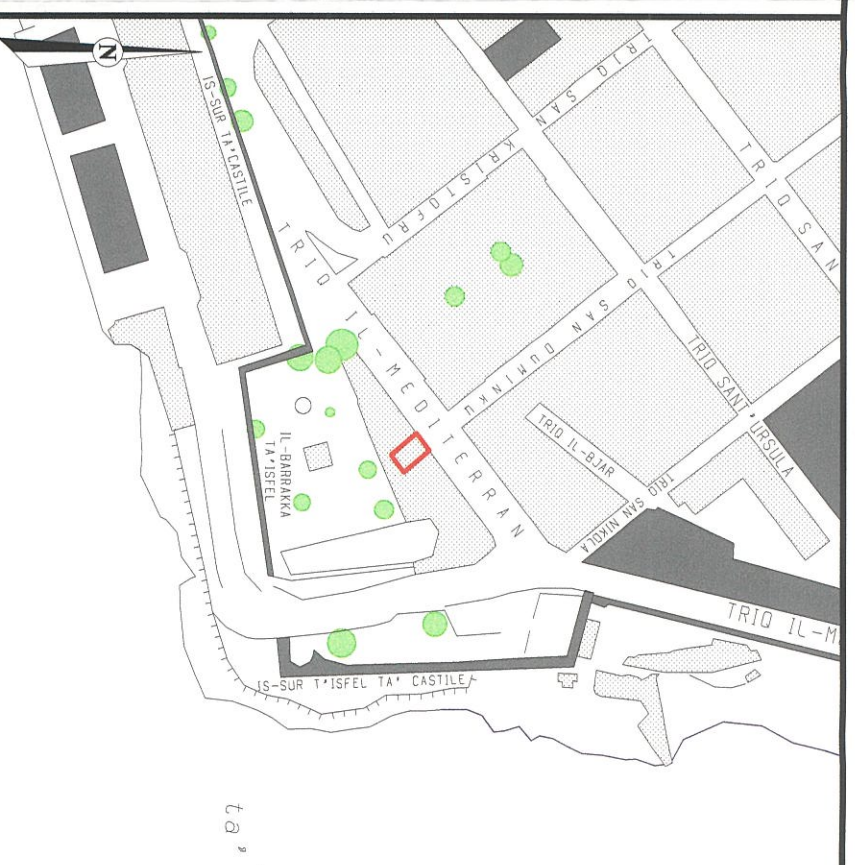 N
IS-SUR TA'CASTILE
TRIQ SAN
KRISTOFRU
TRIQ SAN
TRIQ IL-MEDITERRAN
TRIQ SAN DUMINKU
TRIQ SANT'URSULA
TRIQ IL-BJAR
TRIQ SAN NIKOLA
IL-BARRAKKA
TA'ISFEL
TRIQ IL-M
IS-SUR T'ISFEL TA' CASTILE
ta'